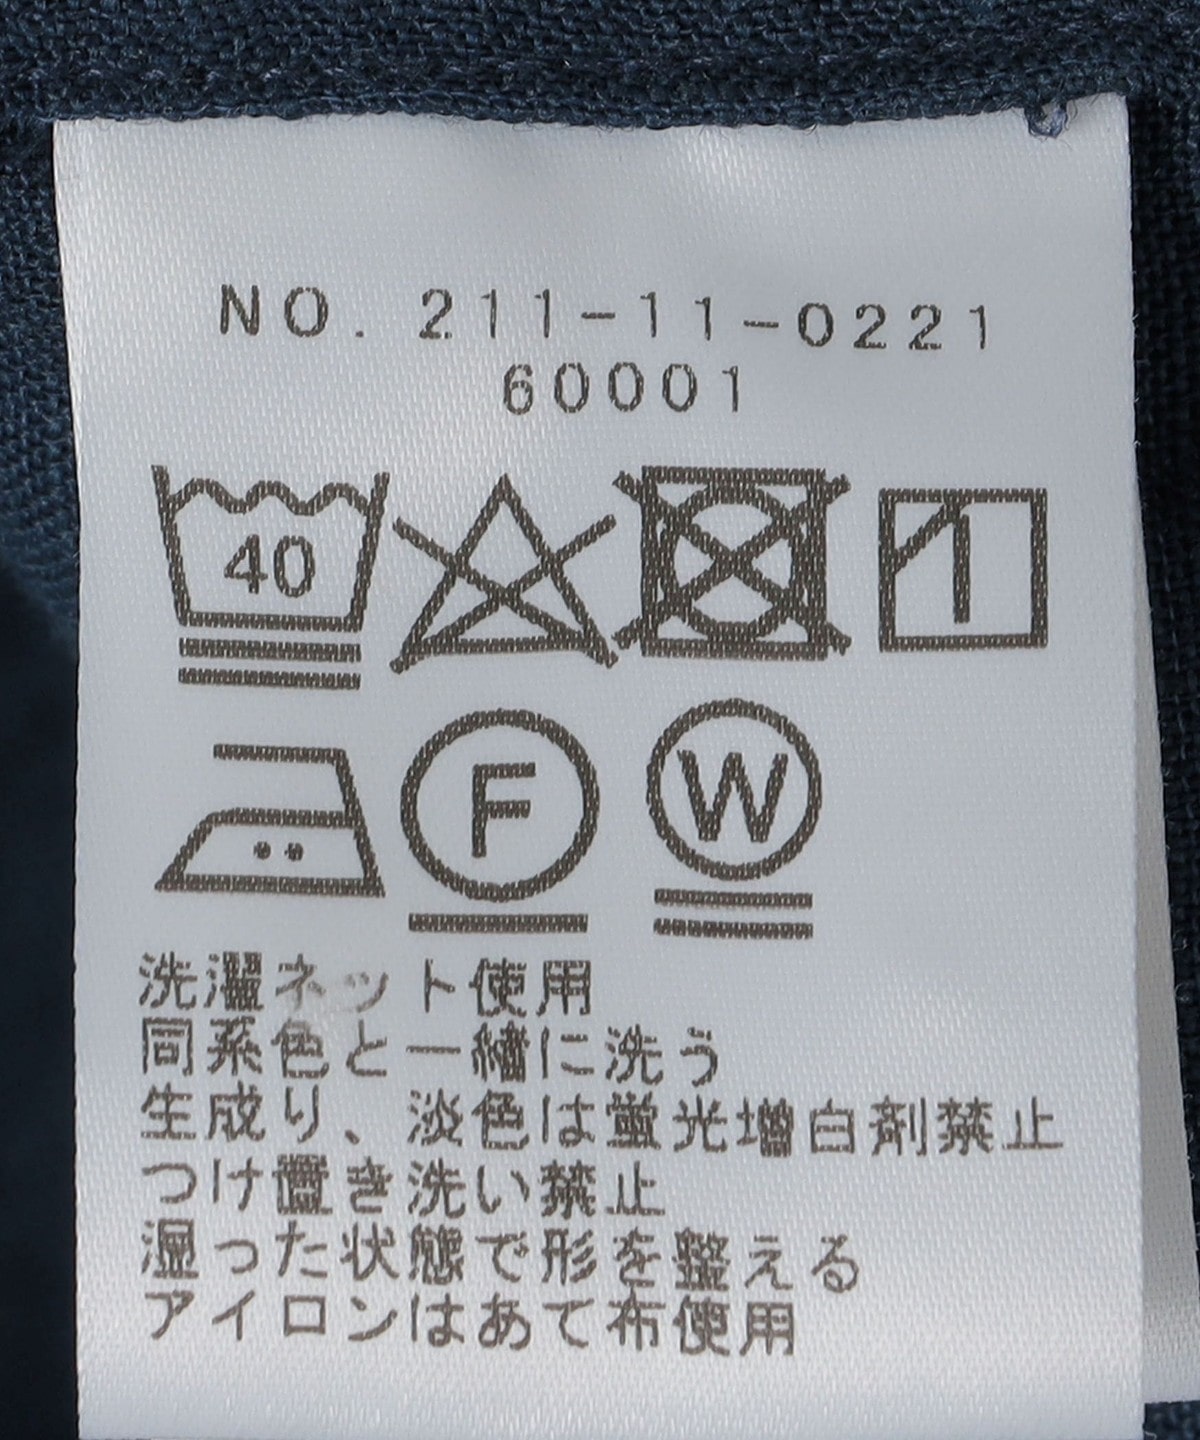 NO. 211-11-0221
60001
40
F W
洗濯ネット使用
同系色と一緒に洗う
生成り、淡色は蛍光増白剤禁止
つけ置き洗い禁止
湿った状態で形を整える
アイロンはあて布使用